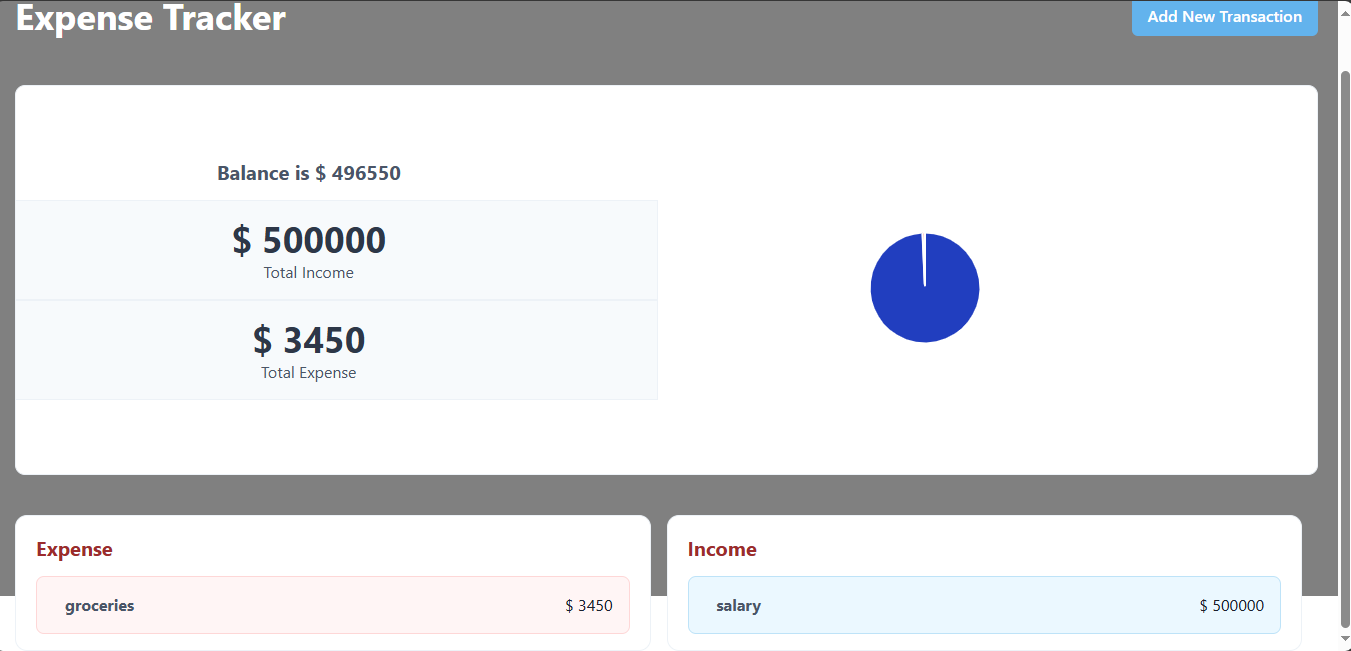 Expense Tracker
Add New Transaction
Balance is $ 496550
$ 500000
Total Income
$ 3450
Total Expense
Expense
groceries
$ 3450
Income
salary
$ 500000